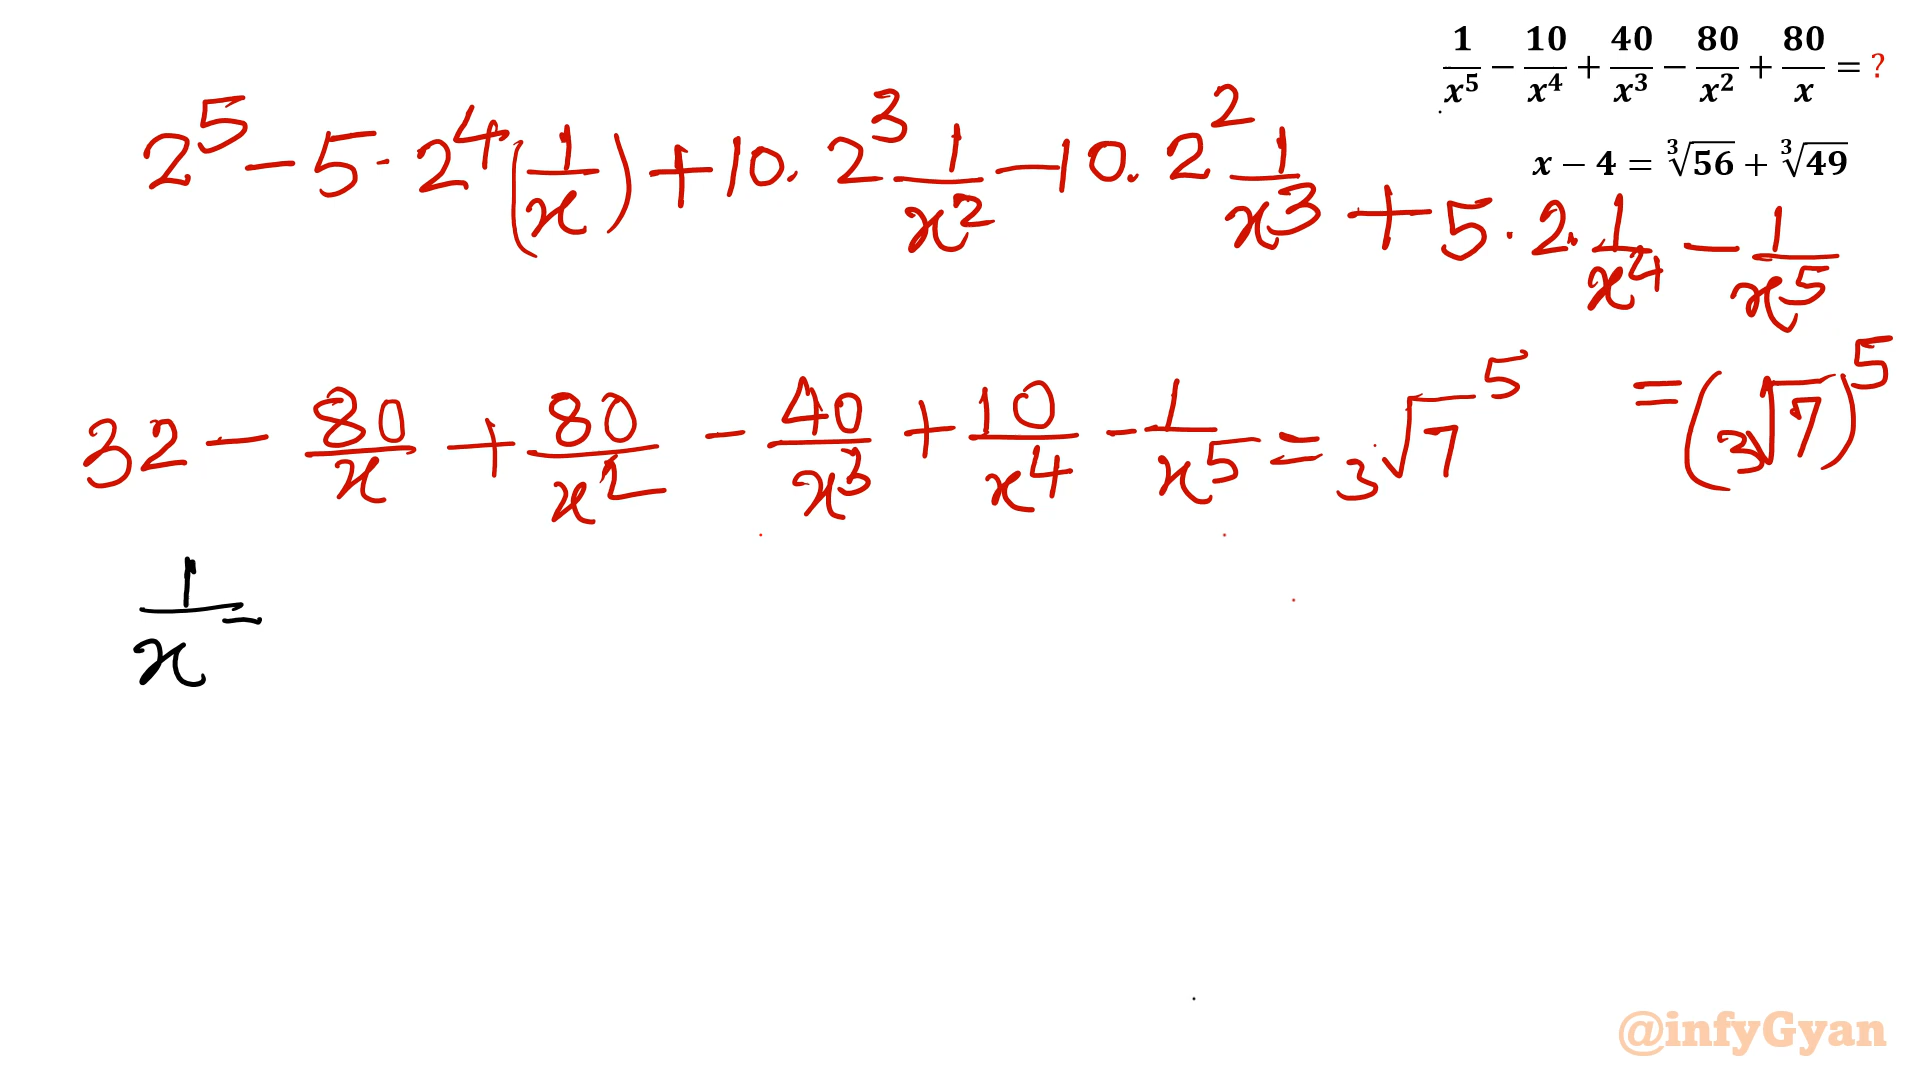 1/x⁵ − 10/x⁴ + 40/x³ − 80/x² + 80/x = ?
x − 4 = ∛56 + ∛49
2⁵ − 5·2⁴(1/x) + 10·2³ 1/x² − 10·2² 1/x³ + 5·2·1/x⁴ − 1/x⁵
= (∛7)⁵
32 − 80/x + 80/x² − 40/x³ + 10/x⁴ − 1/x⁵ = ∛7⁵
1/x =
@infyGyan